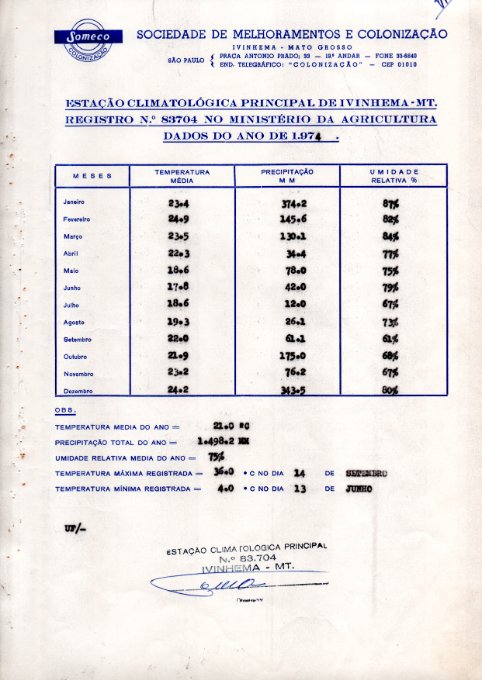 Someco
COLONIZAÇÃO
SOCIEDADE DE MELHORAMENTOS E COLONIZAÇÃO
IVINHEMA - MATO GROSSO
SÃO PAULO { PRAÇA ANTONIO PRADO, 33 - 19º ANDAR - FONE 35-6840
END. TELEGRÁFICO: "COLONIZAÇÃO" - CEP 01010
ESTAÇÃO CLIMATOLÓGICA PRINCIPAL DE IVINHEMA - MT.
REGISTRO N.º 83704 NO MINISTÉRIO DA AGRICULTURA
DADOS DO ANO DE 1.974 .
MESES TEMPERATURA MÉDIA PRECIPITAÇÃO MM UMIDADE RELATIVA %
Janeiro 23.4 374.2 87%
Fevereiro 24.9 145.6 82%
Março 23.5 130.1 84%
Abril 22.3 34.4 77%
Maio 18.6 78.0 75%
Junho 17.8 42.0 79%
Julho 18.6 12.0 67%
Agosto 19.3 26.1 73%
Setembro 22.0 61.1 61%
Outubro 21.9 175.0 68%
Novembro 23.2 76.2 67%
Dezembro 24.2 343.5 80%
OBS.
TEMPERATURA MEDIA DO ANO = 21.0 ºC
PRECIPITAÇÃO TOTAL DO ANO = 1.498.2 MM
UMIDADE RELATIVA MEDIA DO ANO = 75%
TEMPERATURA MÁXIMA REGISTRADA = 36.0 º C NO DIA 14 DE SETEMBRO
TEMPERATURA MÍNIMA REGISTRADA = 4.0 º C NO DIA 13 DE JUNHO
UF/-
ESTAÇÃO CLIMATOLOGICA PRINCIPAL
N.º 83.704
IVINHEMA - MT.